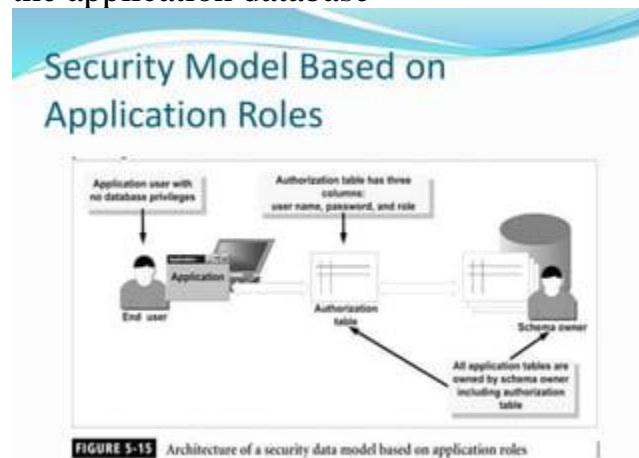 the application database
Security Model Based on
Application Roles
Application user with
no database privileges
Authorization table has three
columns:
user name, password, and role
Application
End user
Authorization
table
Schema owner
All application tables are
owned by schema owner
including authorization
table
FIGURE 5-15 Architecture of a security data model based on application roles